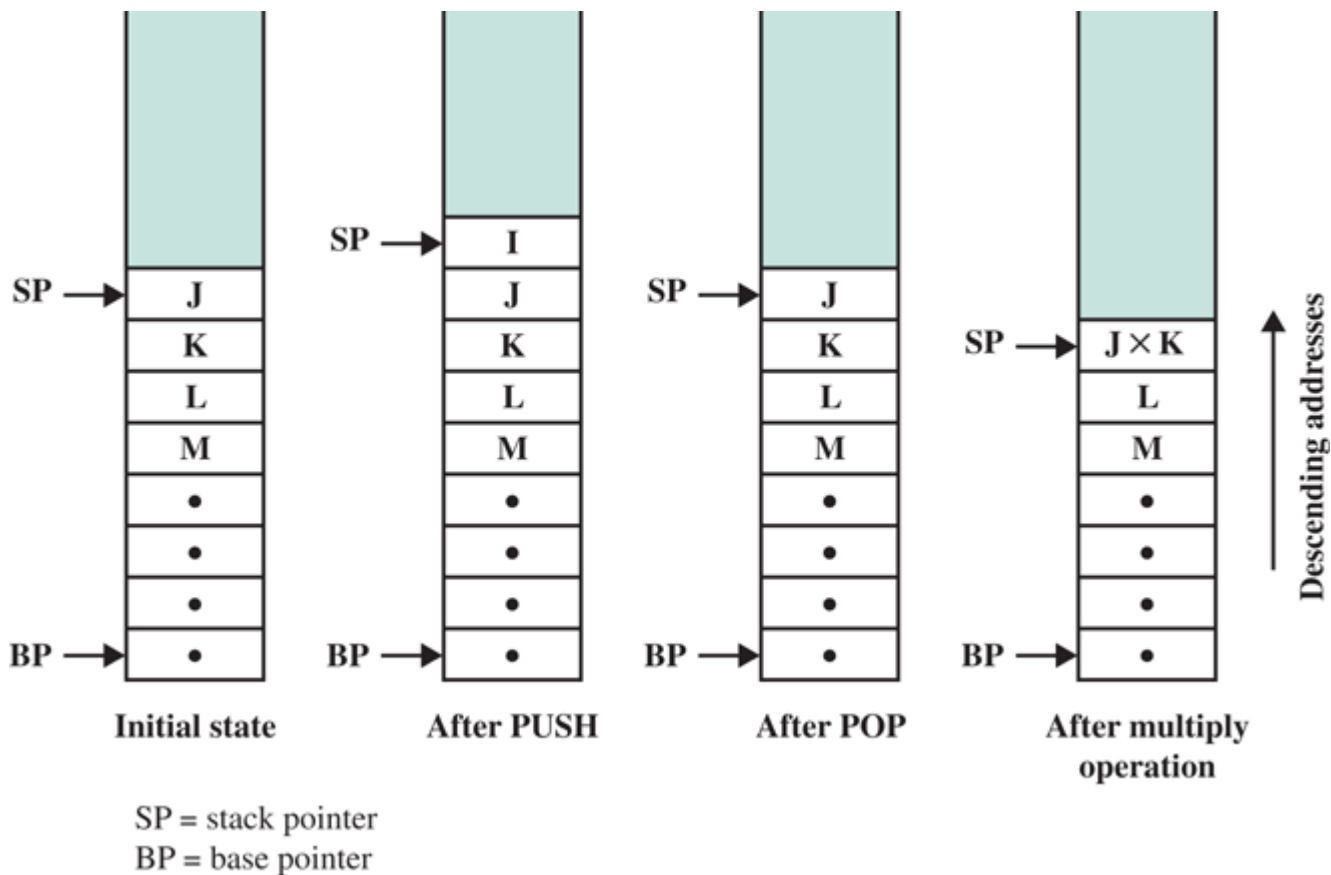 SP → I
SP → J J SP → J
K K K SP → J × K
L L L L
M M M M
• • • •
• • • •
• • • •
BP → • BP → • BP → • BP → •
Descending addresses
Initial state After PUSH After POP After multiply
operation
SP = stack pointer
BP = base pointer